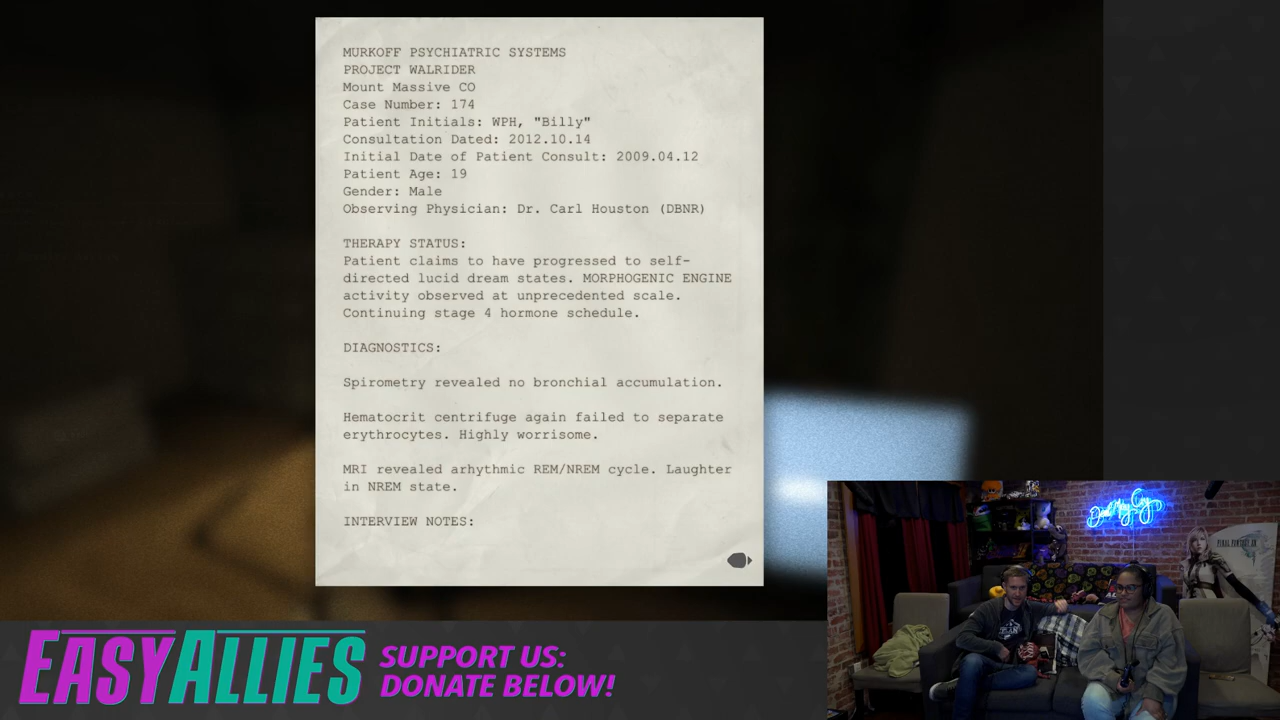 MURKOFF PSYCHIATRIC SYSTEMS
PROJECT WALRIDER
Mount Massive CO
Case Number: 174
Patient Initials: WPH, "Billy"
Consultation Dated: 2012.10.14
Initial Date of Patient Consult: 2009.04.12
Patient Age: 19
Gender: Male
Observing Physician: Dr. Carl Houston (DBNR)
THERAPY STATUS:
Patient claims to have progressed to self-
directed lucid dream states. MORPHOGENIC ENGINE
activity observed at unprecedented scale.
Continuing stage 4 hormone schedule.
DIAGNOSTICS:
Spirometry revealed no bronchial accumulation.
Hematocrit centrifuge again failed to separate
erythrocytes. Highly worrisome.
MRI revealed arhythmic REM/NREM cycle. Laughter
in NREM state.
INTERVIEW NOTES:
Devil May Cry
FINAL FANTASY
EASYALLIES
SUPPORT US:
DONATE BELOW!